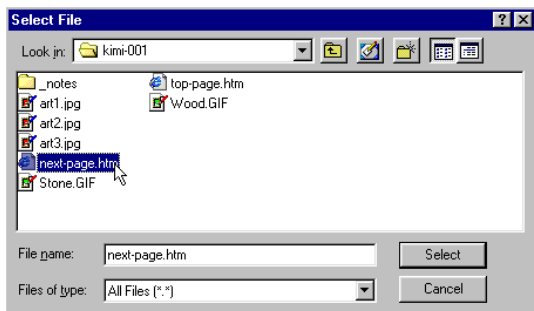 Select File
Look in: kimi-001
_notes
art1.jpg
art2.jpg
art3.jpg
next-page.htm
Stone.GIF
top-page.htm
Wood.GIF
File name: next-page.htm Select
Files of type: All Files (*.*) Cancel